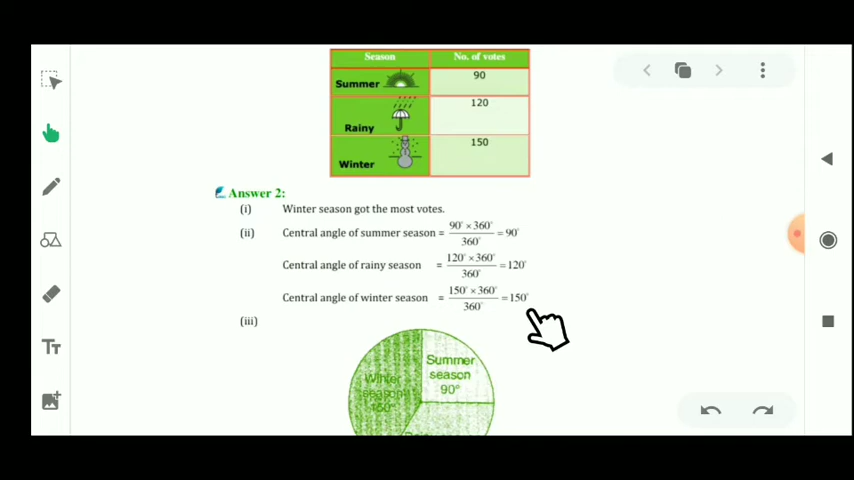 Season No. of votes
Summer 90
Rainy 120
Winter 150
Answer 2:
(i) Winter season got the most votes.
(ii) Central angle of summer season = 90° × 360° / 360° = 90°
Central angle of rainy season = 120° × 360° / 360° = 120°
Central angle of winter season = 150° × 360° / 360° = 150°
(iii)
Summer
season
90°
Winter
season
150°
Tt